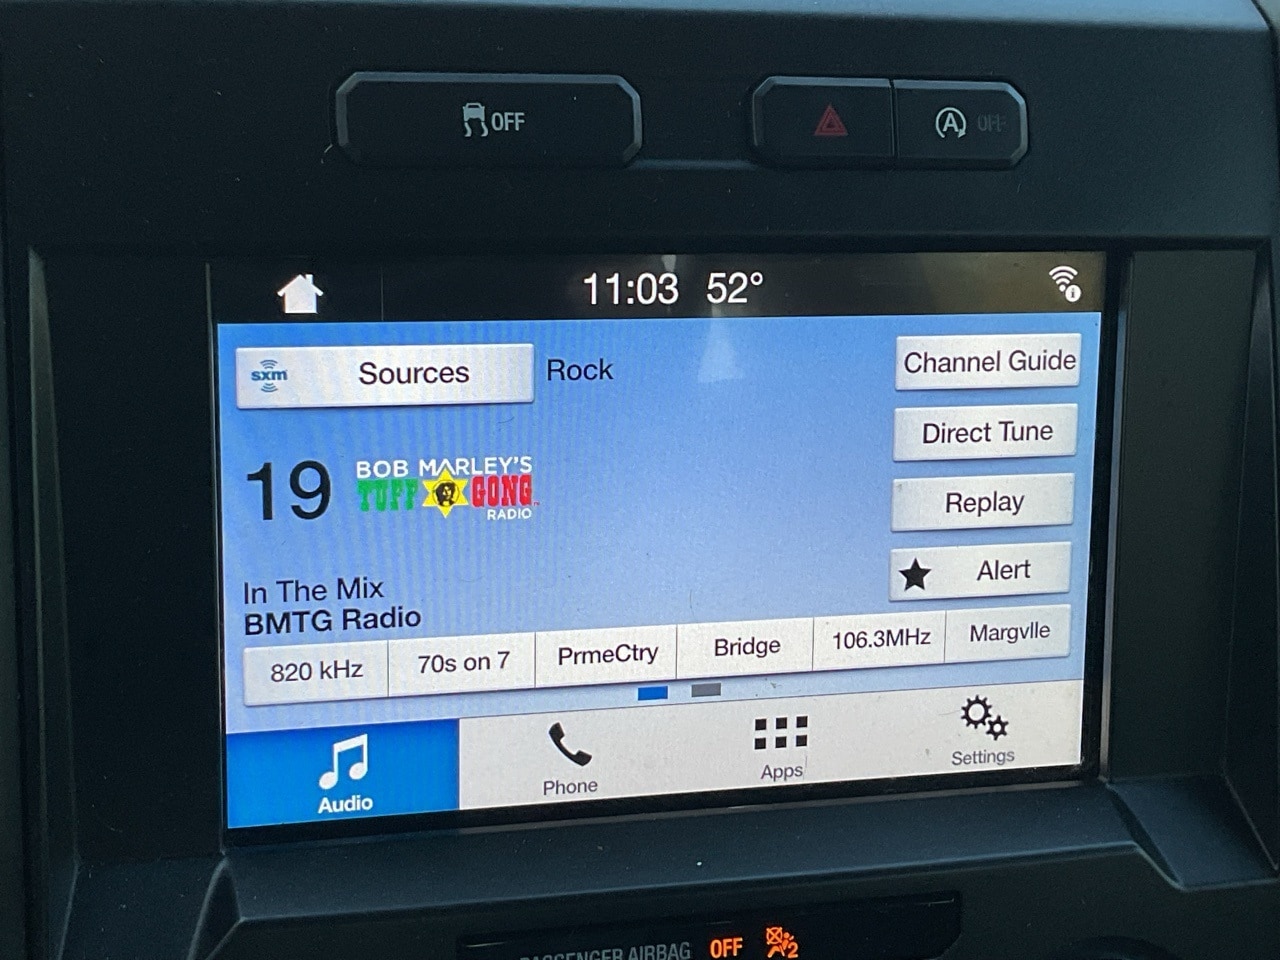 OFF
A OFF
11:03 52°
sxm Sources Rock Channel Guide
Direct Tune
19 BOB MARLEY'S
TUFF GONG
RADIO
Replay
Alert
In The Mix
BMTG Radio
820 kHz 70s on 7 PrmeCtry Bridge 106.3MHz Margvlle
Audio Phone Apps Settings
PASSENGER AIRBAG OFF 2